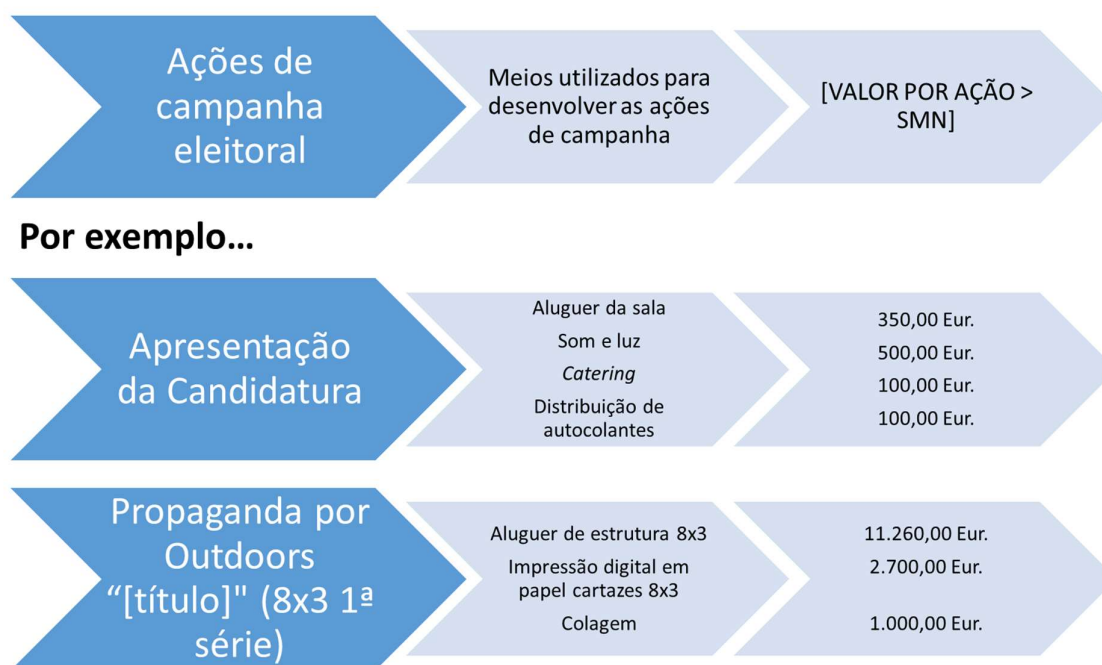 Ações de
campanha
eleitoral
Meios utilizados para
desenvolver as ações
de campanha
[VALOR POR AÇÃO >
SMN]
Por exemplo...
Apresentação
da Candidatura
Aluguer da sala
Som e luz
Catering
Distribuição de
autocolantes
350,00 Eur.
500,00 Eur.
100,00 Eur.
100,00 Eur.
Propaganda por
Outdoors
“[título]" (8x3 1ª
série)
Aluguer de estrutura 8x3
Impressão digital em
papel cartazes 8x3
Colagem
11.260,00 Eur.
2.700,00 Eur.
1.000,00 Eur.